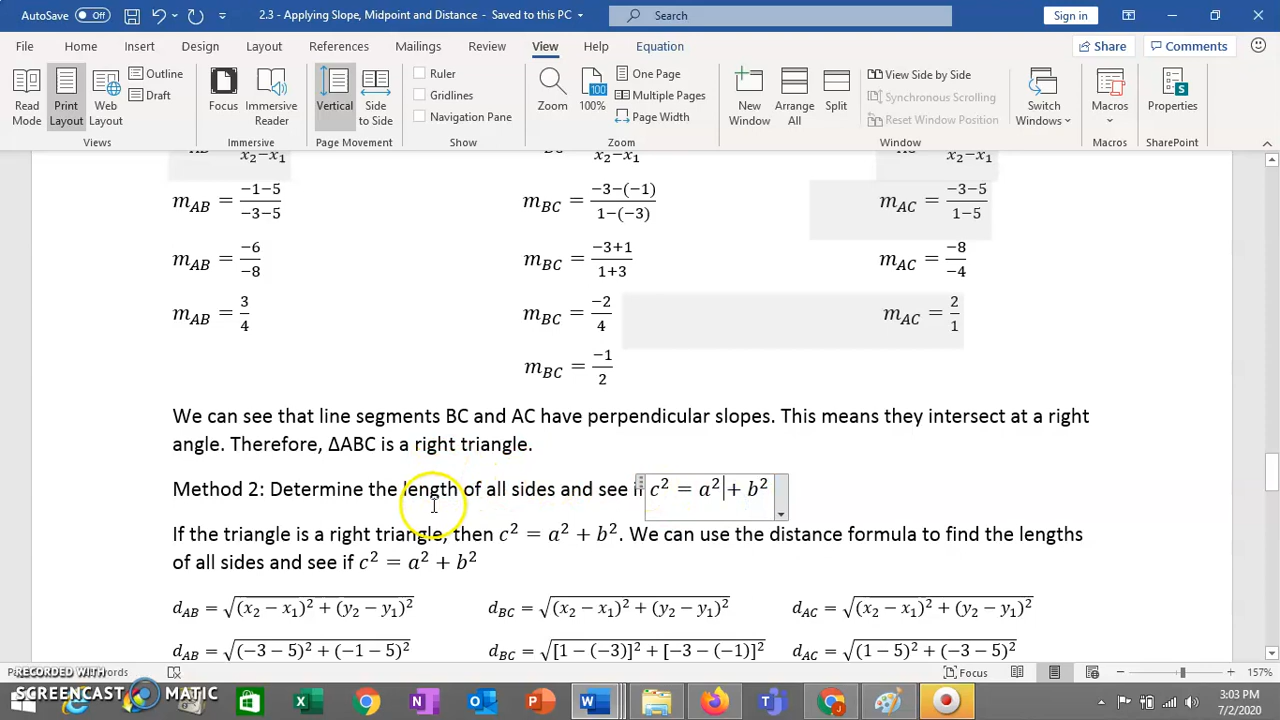 AutoSave Off 2.3 - Applying Slope, Midpoint and Distance - Saved to this PC Search Sign in
File Home Insert Design Layout References Mailings Review View Help Equation Share Comments
Read Mode Print Layout Web Layout Outline Draft Focus Immersive Reader Vertical Side to Side Ruler Gridlines Navigation Pane Zoom 100% One Page Multiple Pages Page Width New Window Arrange All Split View Side by Side Synchronous Scrolling Reset Window Position Switch Windows Macros Properties
Views Immersive Page Movement Show Zoom Window Macros SharePoint
x₂−x₁ x₂−x₁ x₂−x₁
m_AB = (−1−5)/(−3−5) m_BC = (−3−(−1))/(1−(−3)) m_AC = (−3−5)/(1−5)
m_AB = −6/−8 m_BC = (−3+1)/(1+3) m_AC = −8/−4
m_AB = 3/4 m_BC = −2/4 m_AC = 2/1
m_BC = −1/2
We can see that line segments BC and AC have perpendicular slopes. This means they intersect at a right
angle. Therefore, ΔABC is a right triangle.
Method 2: Determine the length of all sides and see if c² = a² + b²
If the triangle is a right triangle, then c² = a² + b². We can use the distance formula to find the lengths
of all sides and see if c² = a² + b²
d_AB = √((x₂ − x₁)² + (y₂ − y₁)²) d_BC = √((x₂ − x₁)² + (y₂ − y₁)²) d_AC = √((x₂ − x₁)² + (y₂ − y₁)²)
d_AB = √((−3 − 5)² + (−1 − 5)²) d_BC = √([1 − (−3)]² + [−3 − (−1)]²) d_AC = √((1 − 5)² + (−3 − 5)²)
RECORDED WITH
SCREENCAST MATIC
words Focus 100%
3:03 PM
7/2/2020